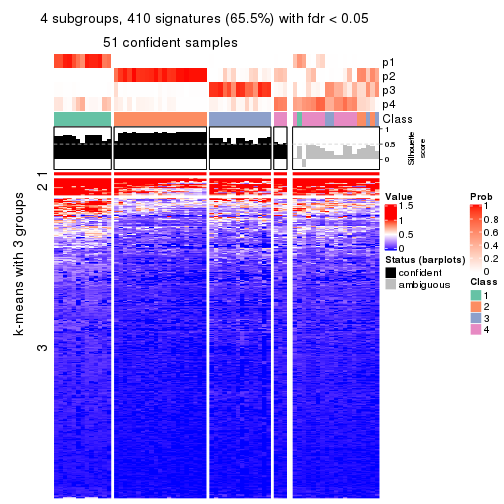 4 subgroups, 410 signatures (65.5%) with fdr < 0.05
51 confident samples
p1
p2
p3
p4
Class
1
0.5
0
Silhouette
score
k-means with 3 groups
1
2
3
Value
1.5
1
0.5
0
Status (barplots)
confident
ambiguous
Prob
1
0.8
0.6
0.4
0.2
0
Class
1
2
3
4